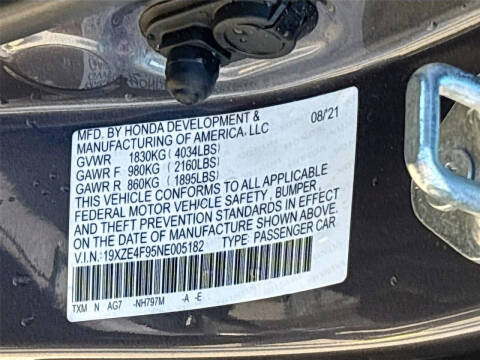 MFD. BY HONDA DEVELOPMENT & 08/21
MANUFACTURING OF AMERICA, LLC
GVWR 1830KG (4034LBS)
GAWR F 980KG (2160LBS)
GAWR R 860KG (1895LBS)
THIS VEHICLE CONFORMS TO ALL APPLICABLE
FEDERAL MOTOR VEHICLE SAFETY, BUMPER,
AND THEFT PREVENTION STANDARDS IN EFFECT
ON THE DATE OF MANUFACTURE SHOWN ABOVE.
V.I.N.: 19XZE4F95NE005182 TYPE: PASSENGER CAR
TXM N AG7 -NH797M -A -E